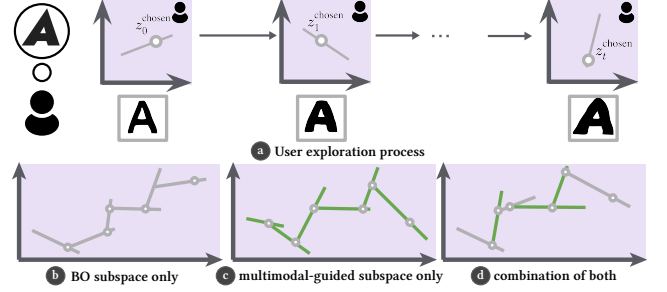 A
z_0^chosen
z_1^chosen
...
z_t^chosen
A
A
A
a User exploration process
b BO subspace only
c multimodal-guided subspace only
d combination of both